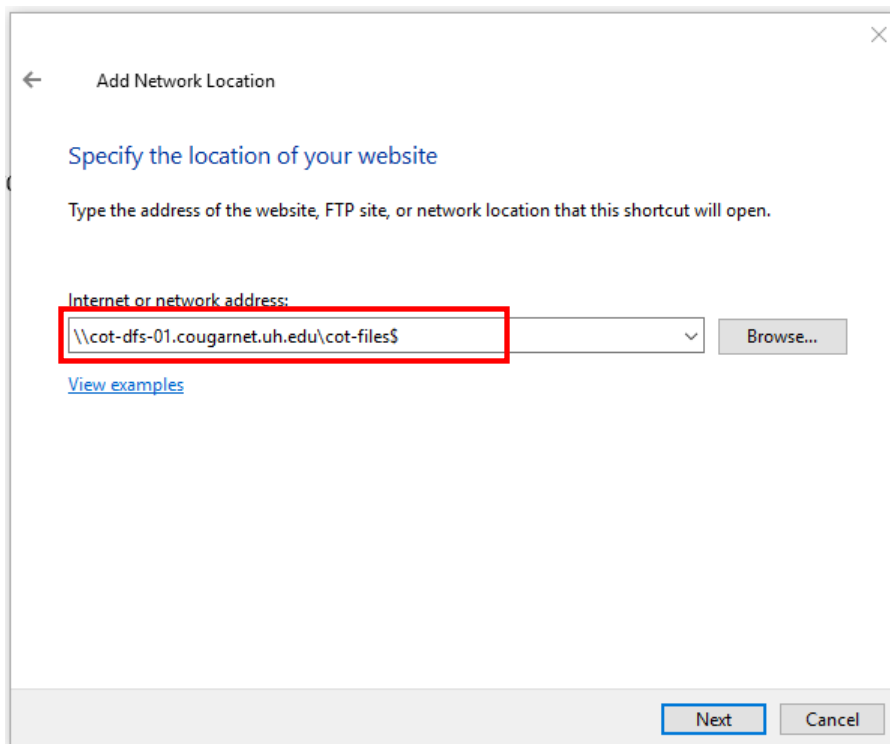 Add Network Location
Specify the location of your website
Type the address of the website, FTP site, or network location that this shortcut will open.
Internet or network address:
\\cot-dfs-01.cougarnet.uh.edu\cot-files$
Browse...
View examples
Next
Cancel